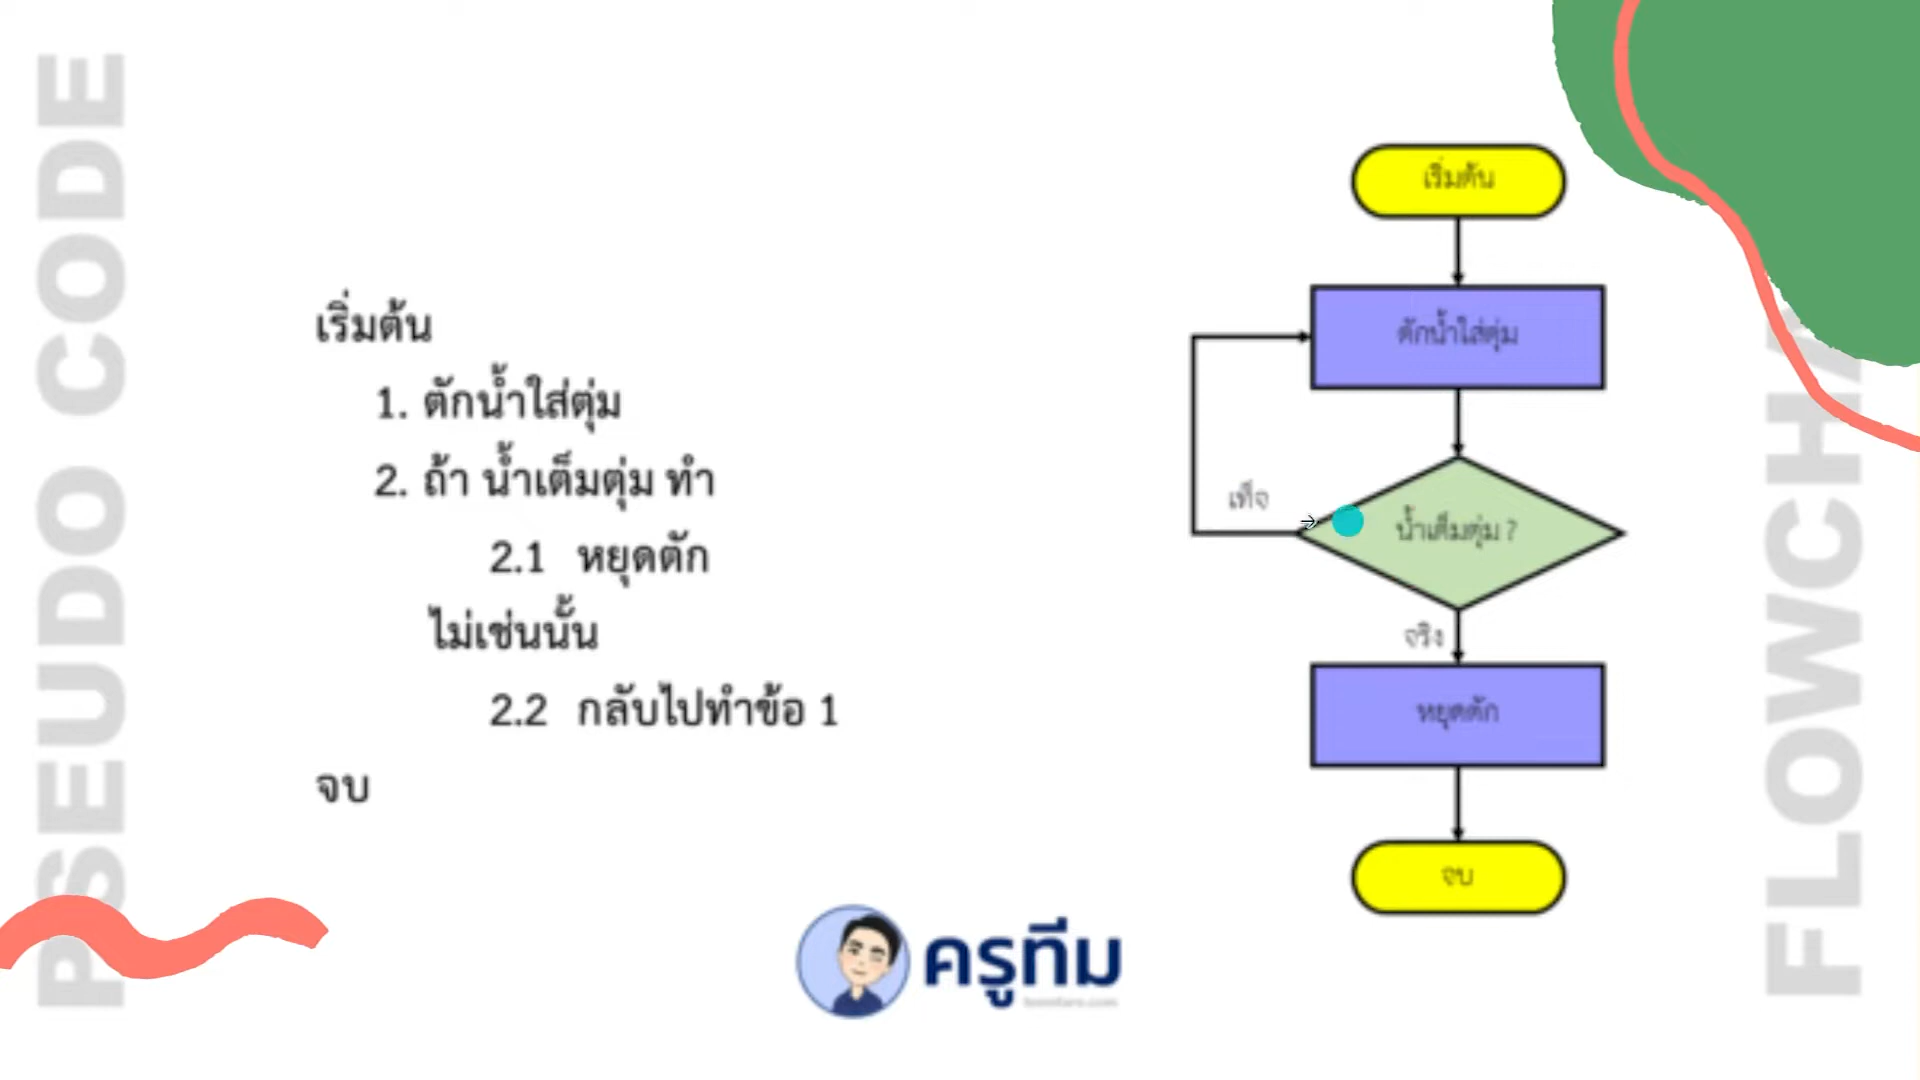 PSEUDO CODE
เริ่มต้น
1. ตักน้ำใส่ตุ่ม
2. ถ้า น้ำเต็มตุ่ม ทำ
2.1 หยุดตัก
ไม่เช่นนั้น
2.2 กลับไปทำข้อ 1
จบ
เริ่มต้น
ตักน้ำใส่ตุ่ม
เท็จ
น้ำเต็มตุ่ม ?
จริง
หยุดตัก
จบ
FLOWCHA
ครูทีม